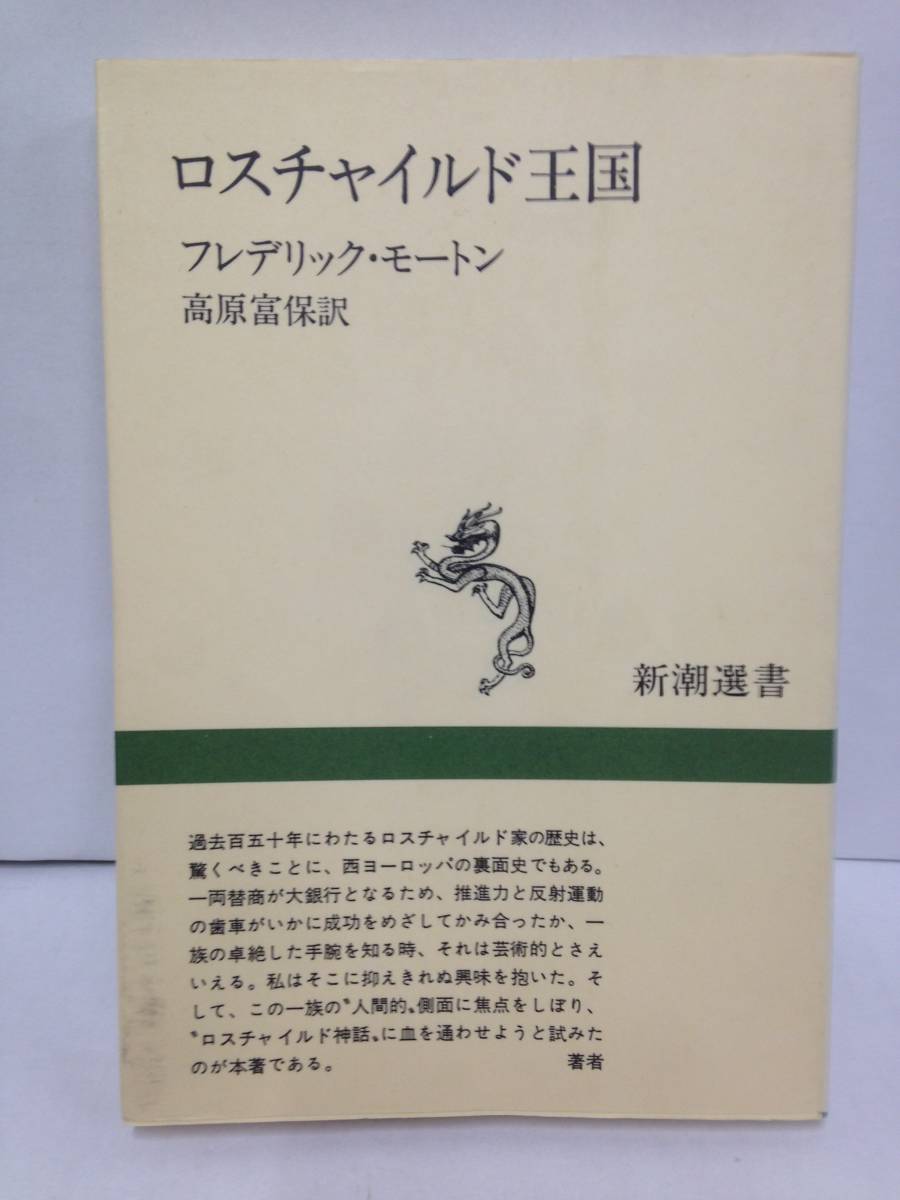 ロスチャイルド王国
フレデリック・モートン
高原富保訳
新潮選書
過去百五十年にわたるロスチャイルド家の歴史は、
驚くべきことに、西ヨーロッパの裏面史でもある。
一両替商が大銀行となるため、推進力と反射運動
の歯車がいかに成功をめざしてかみ合ったか、一
族の卓絶した手腕を知る時、それは芸術的とさえ
いえる。私はそこに抑えきれぬ興味を抱いた。そ
して、この一族の〝人間的〟側面に焦点をしぼり、
〝ロスチャイルド神話〟に血を通わせようと試みた
のが本著である。 著者